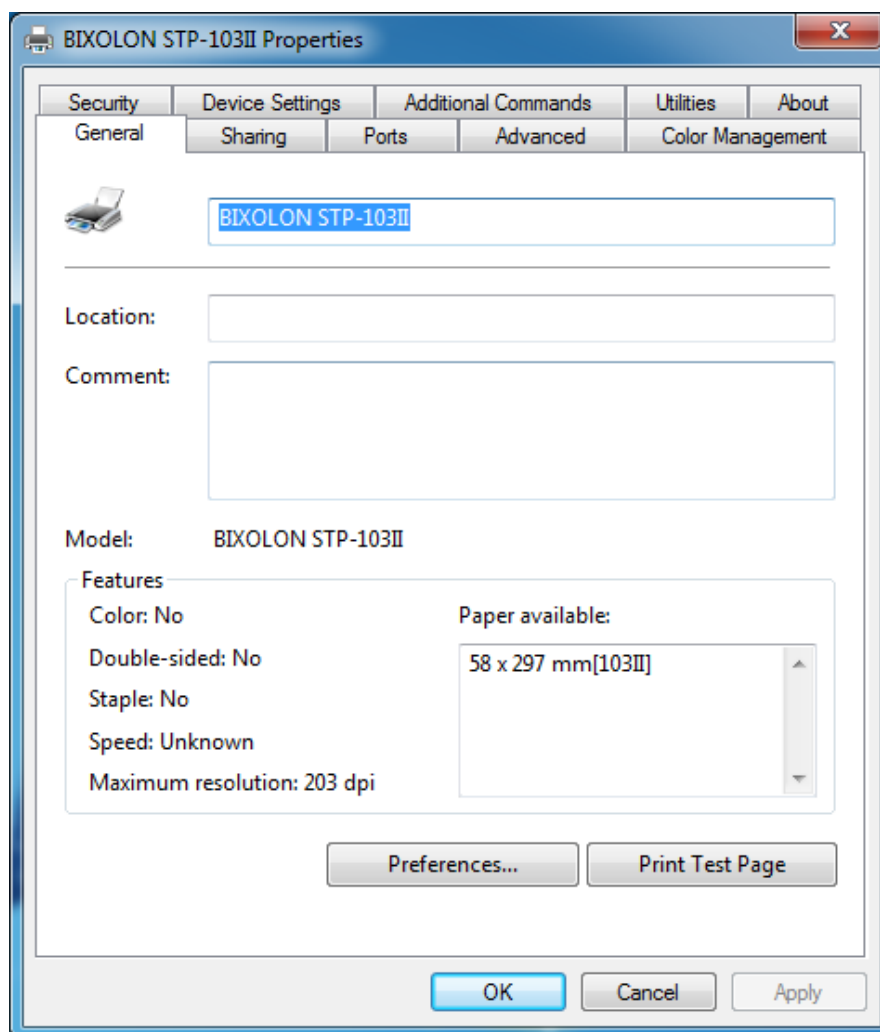 BIXOLON STP-103II Properties
Security Device Settings Additional Commands Utilities About
General Sharing Ports Advanced Color Management
BIXOLON STP-103II
Location:
Comment:
Model: BIXOLON STP-103II
Features
Color: No Paper available:
Double-sided: No 58 x 297 mm[103II]
Staple: No
Speed: Unknown
Maximum resolution: 203 dpi
Preferences... Print Test Page
OK Cancel Apply